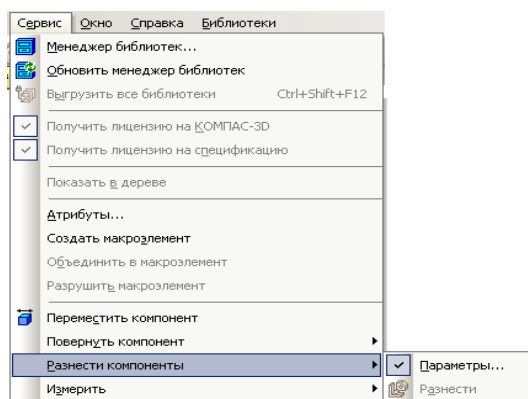 Сервис Окно Справка Библиотеки
Менеджер библиотек...
Обновить менеджер библиотек
Выгрузить все библиотеки Ctrl+Shift+F12
Получить лицензию на КОМПАС-3D
Получить лицензию на спецификацию
Показать в дереве
Атрибуты...
Создать макроэлемент
Объединить в макроэлемент
Разрушить макроэлемент
Переместить компонент
Повернуть компонент
Разнести компоненты
Параметры...
Измерить
Разнести